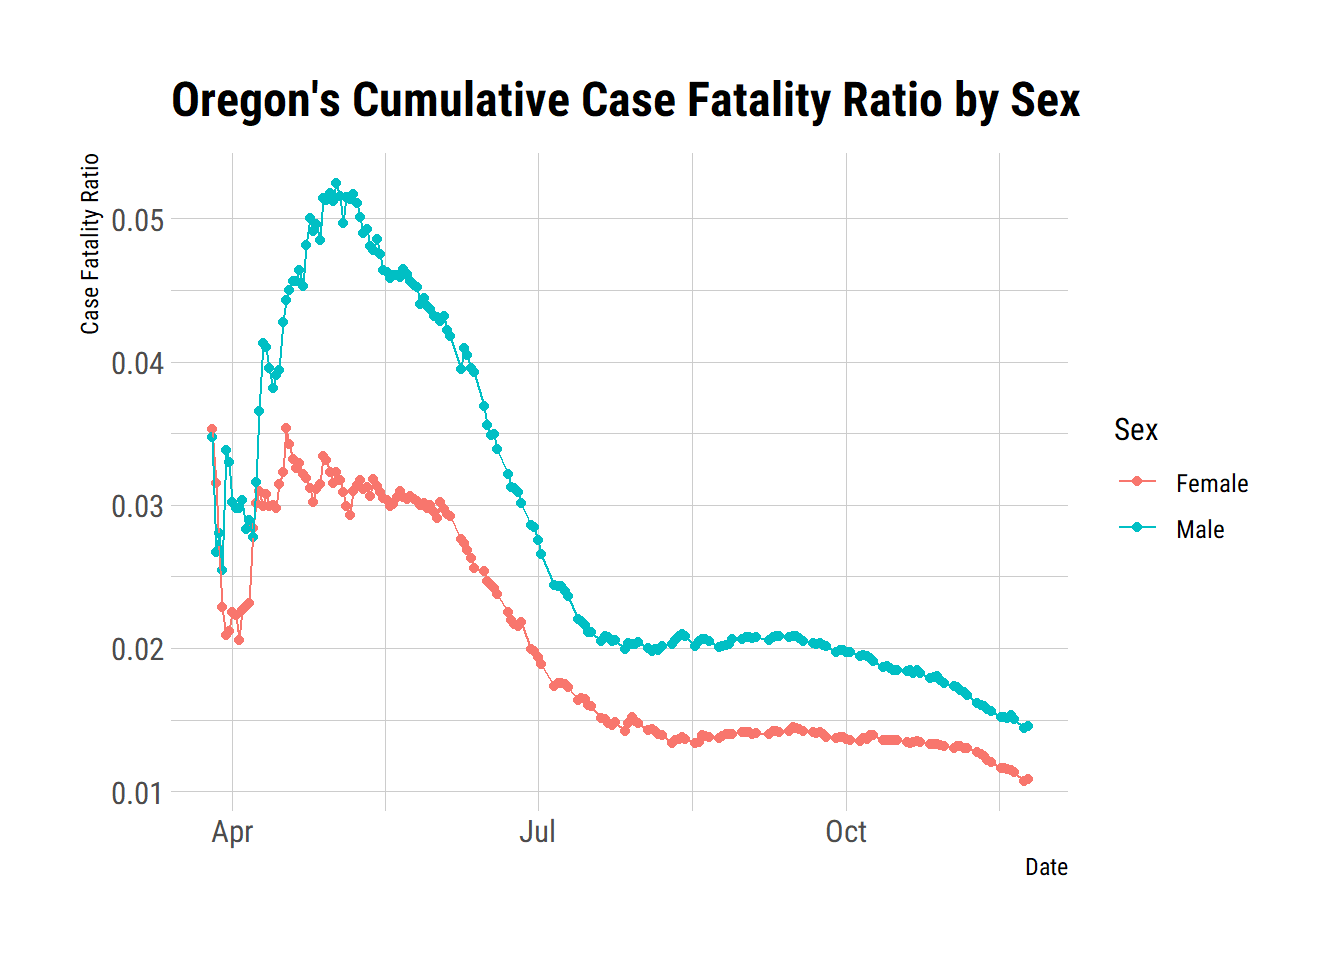 Oregon's Cumulative Case Fatality Ratio by Sex
Case Fatality Ratio
0.05
0.04
0.03
0.02
0.01
Apr
Jul
Oct
Date
Sex
Female
Male